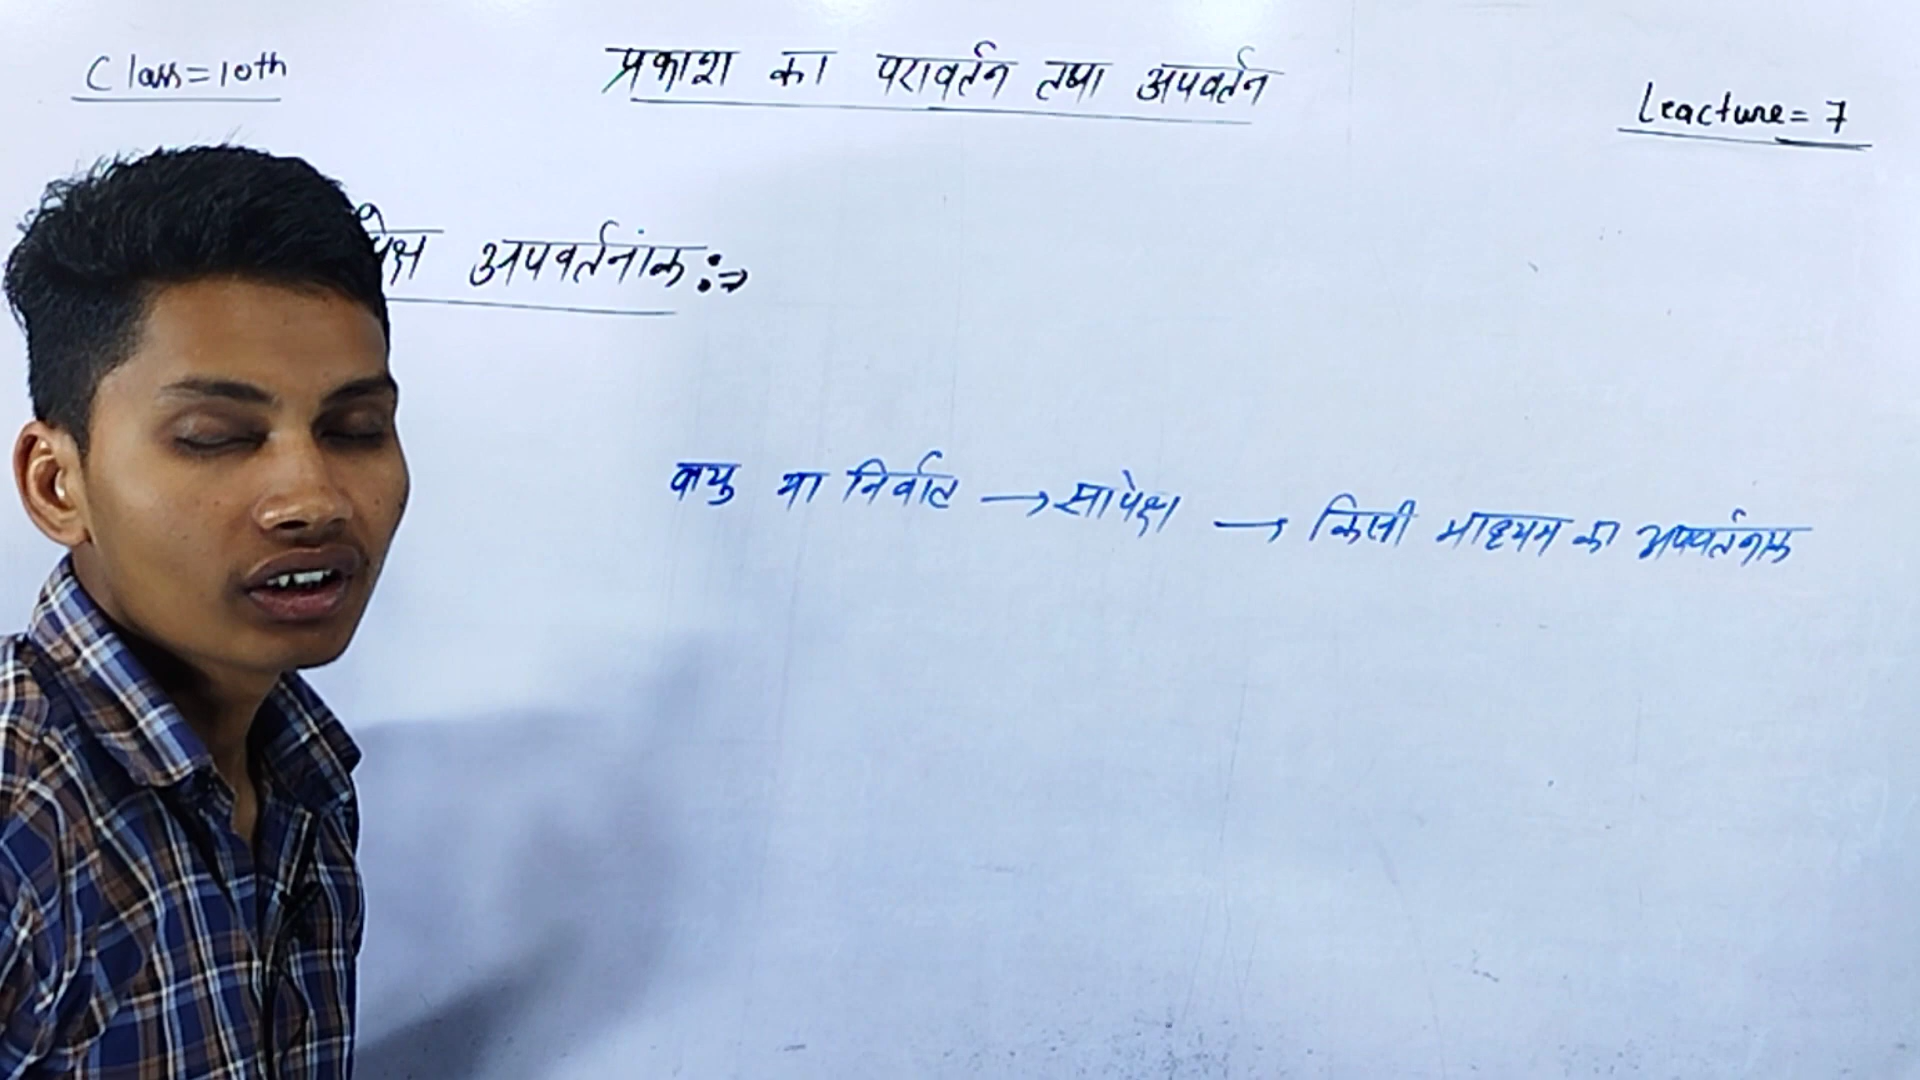 Class=10th
प्रकाश का परावर्तन तथा अपवर्तन
Leacture= 7
पेक्ष अपवर्तनांक:→
वायु या निर्वात → सापेक्ष → किसी माध्यम का अपवर्तनांक